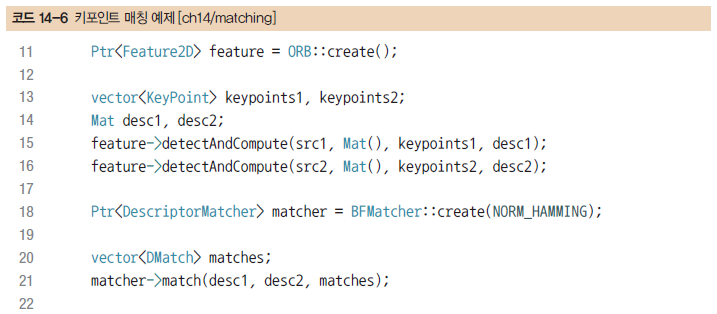 코드 14-6 키포인트 매칭 예제 [ch14/matching]
11 Ptr<Feature2D> feature = ORB::create();
12
13 vector<KeyPoint> keypoints1, keypoints2;
14 Mat desc1, desc2;
15 feature->detectAndCompute(src1, Mat(), keypoints1, desc1);
16 feature->detectAndCompute(src2, Mat(), keypoints2, desc2);
17
18 Ptr<DescriptorMatcher> matcher = BFMatcher::create(NORM_HAMMING);
19
20 vector<DMatch> matches;
21 matcher->match(desc1, desc2, matches);
22